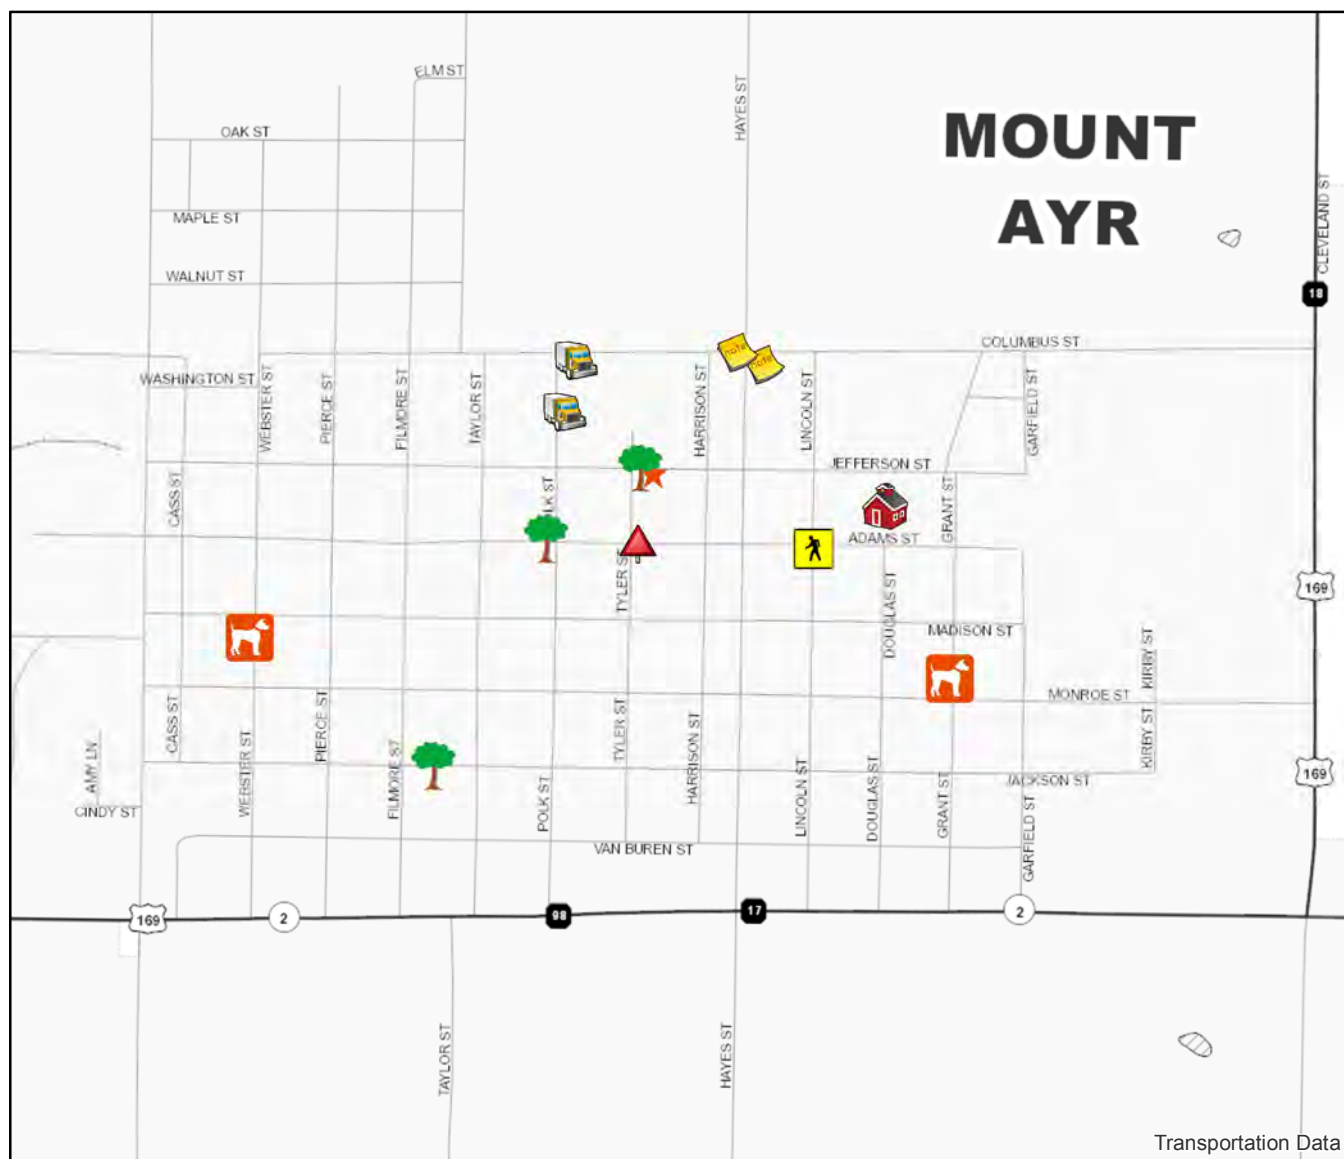 ELM ST
HAYES ST
MOUNT
AYR
OAK ST
CLEVELAND ST
MAPLE ST
WALNUT ST
18
COLUMBUS ST
note
note
WASHINGTON ST
WEBSTER ST
PIERCE ST
FILMORE ST
TAYLOR ST
HARRISON ST
LINCOLN ST
GARFIELD ST
JEFFERSON ST
CASS ST
LK ST
GRANT ST
ADAMS ST
TYLER ST
DOUGLAS ST
169
MADISON ST
KIRBY ST
MONROE ST
CASS ST
PIERCE ST
TYLER ST
HARRISON ST
KIRBY ST
AMY LN
WEBSTER ST
FILMORE ST
POLK ST
LINCOLN ST
DOUGLAS ST
GRANT ST
JACKSON ST
169
CINDY ST
GARFIELD ST
VAN BUREN ST
169
2
98
17
2
TAYLOR ST
HAYES ST
Transportation Data